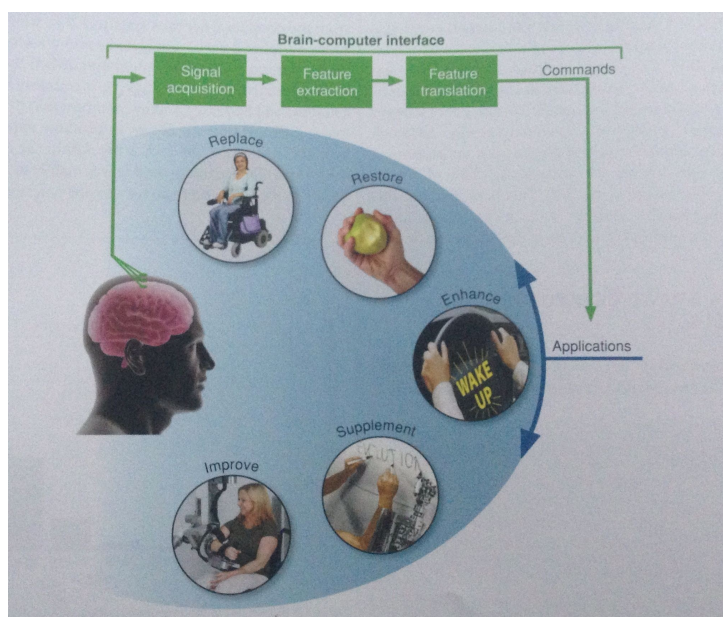 Brain-computer interface
Signal
acquisition
Feature
extraction
Feature
translation
Commands
Replace
Restore
Enhance
WAKE
UP
Applications
Supplement
Improve